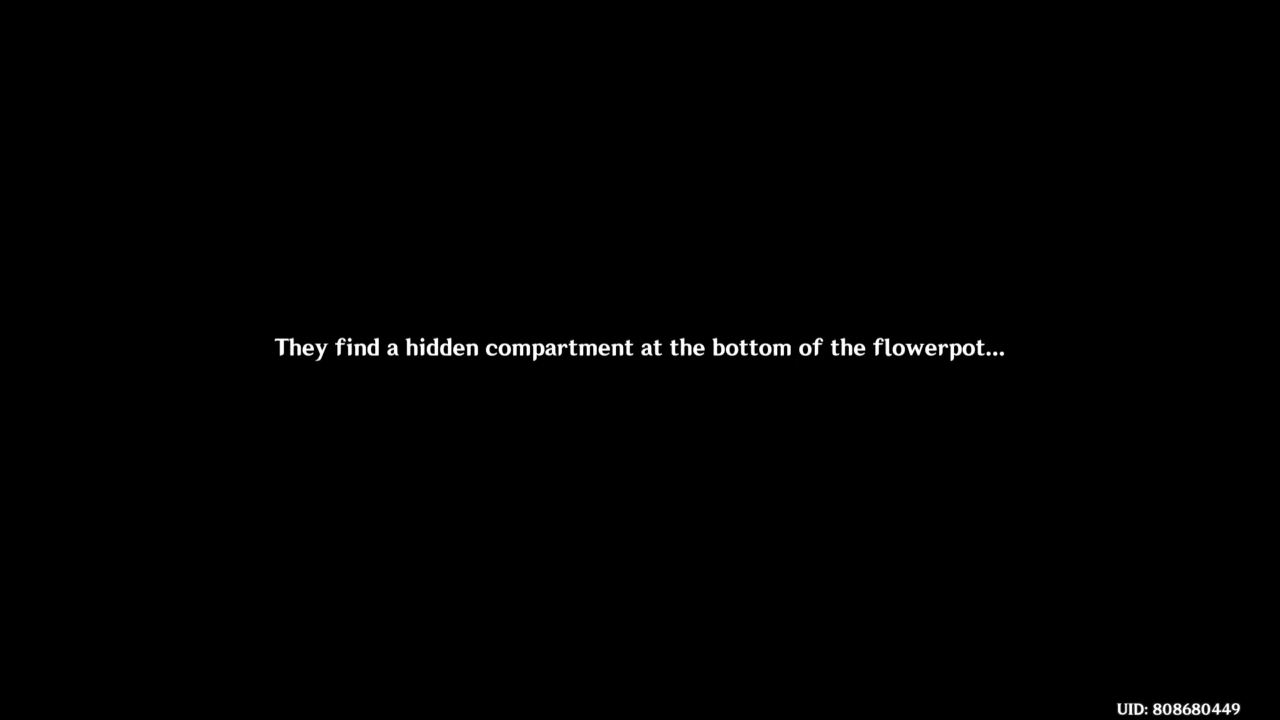 They find a hidden compartment at the bottom of the flowerpot...
UID: 808680449